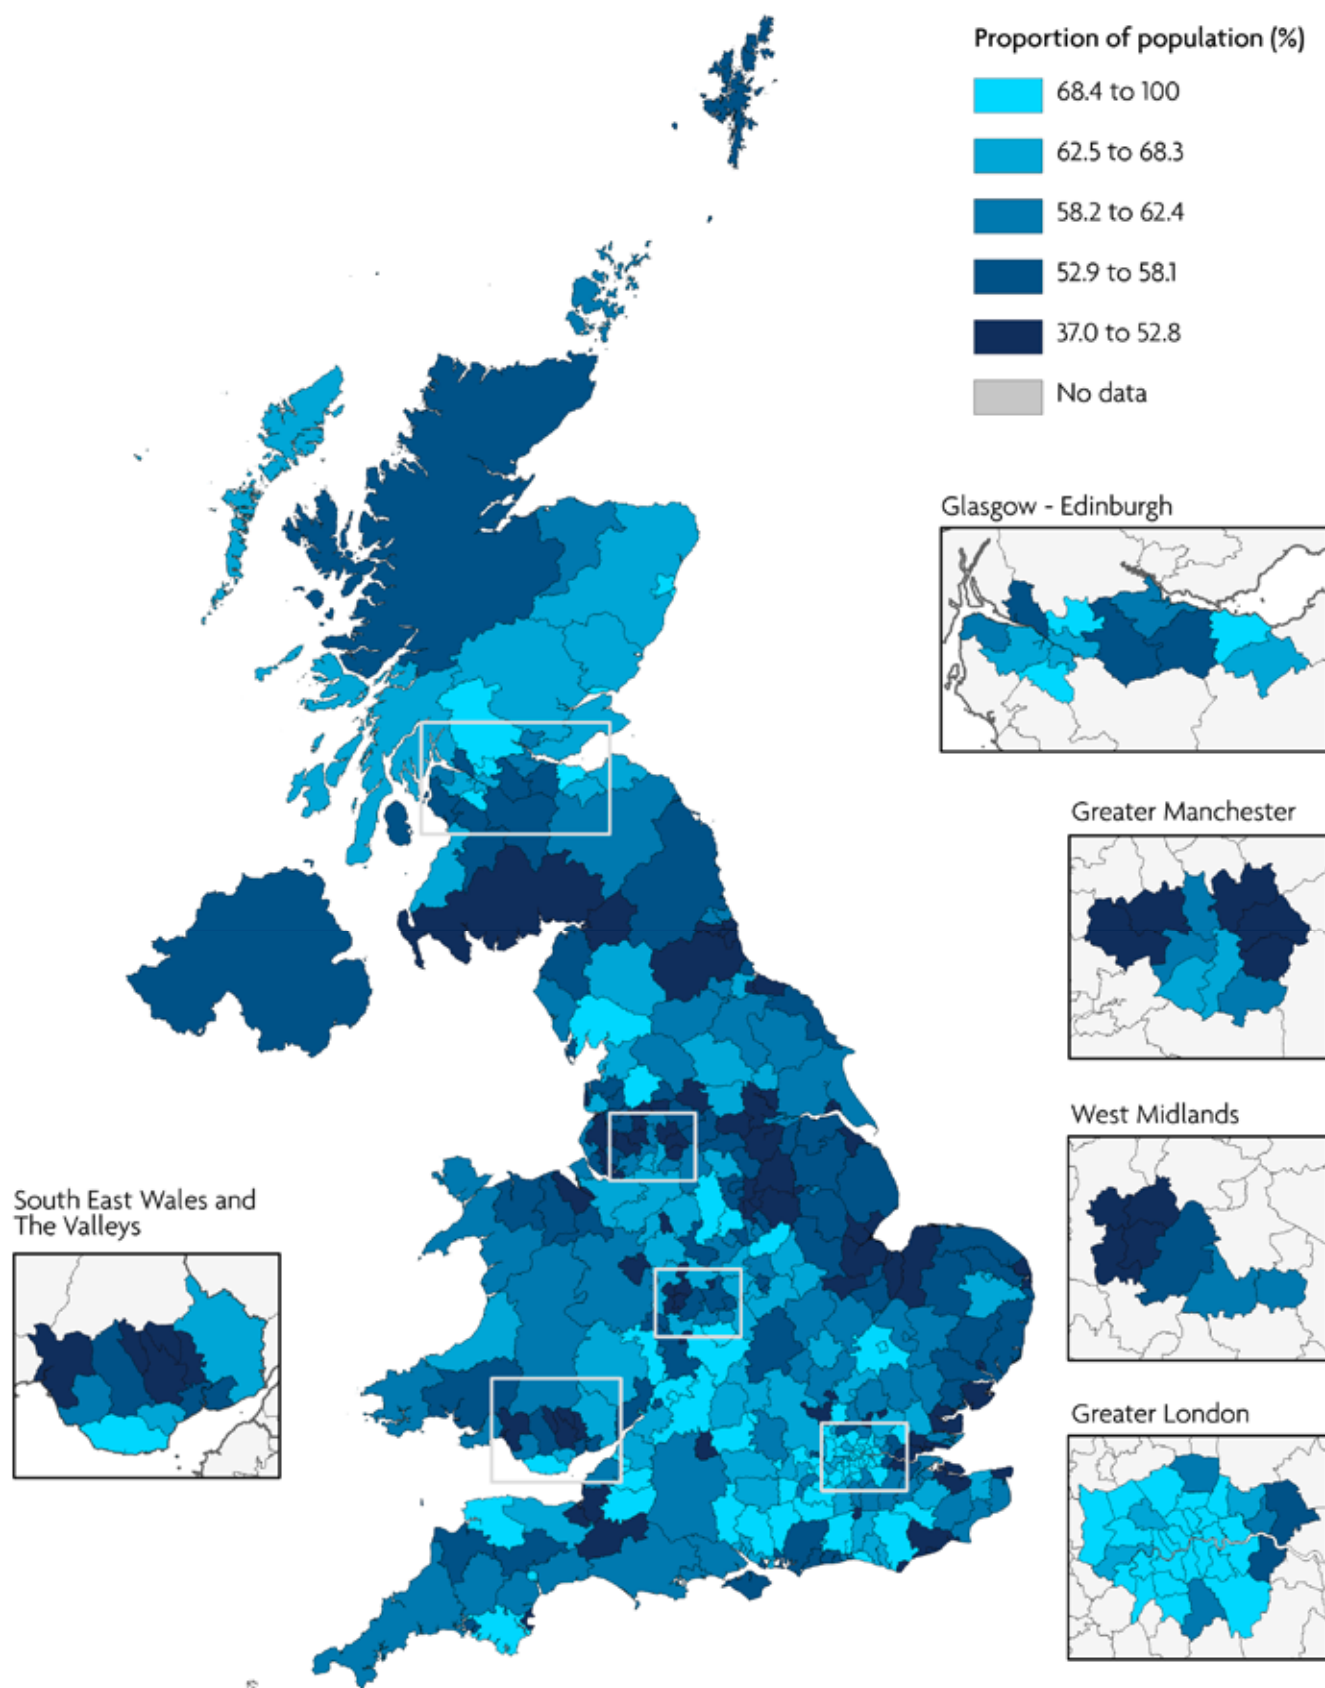 Proportion of population (%)
68.4 to 100
62.5 to 68.3
58.2 to 62.4
52.9 to 58.1
37.0 to 52.8
No data
Glasgow - Edinburgh
Greater Manchester
West Midlands
South East Wales and
The Valleys
Greater London